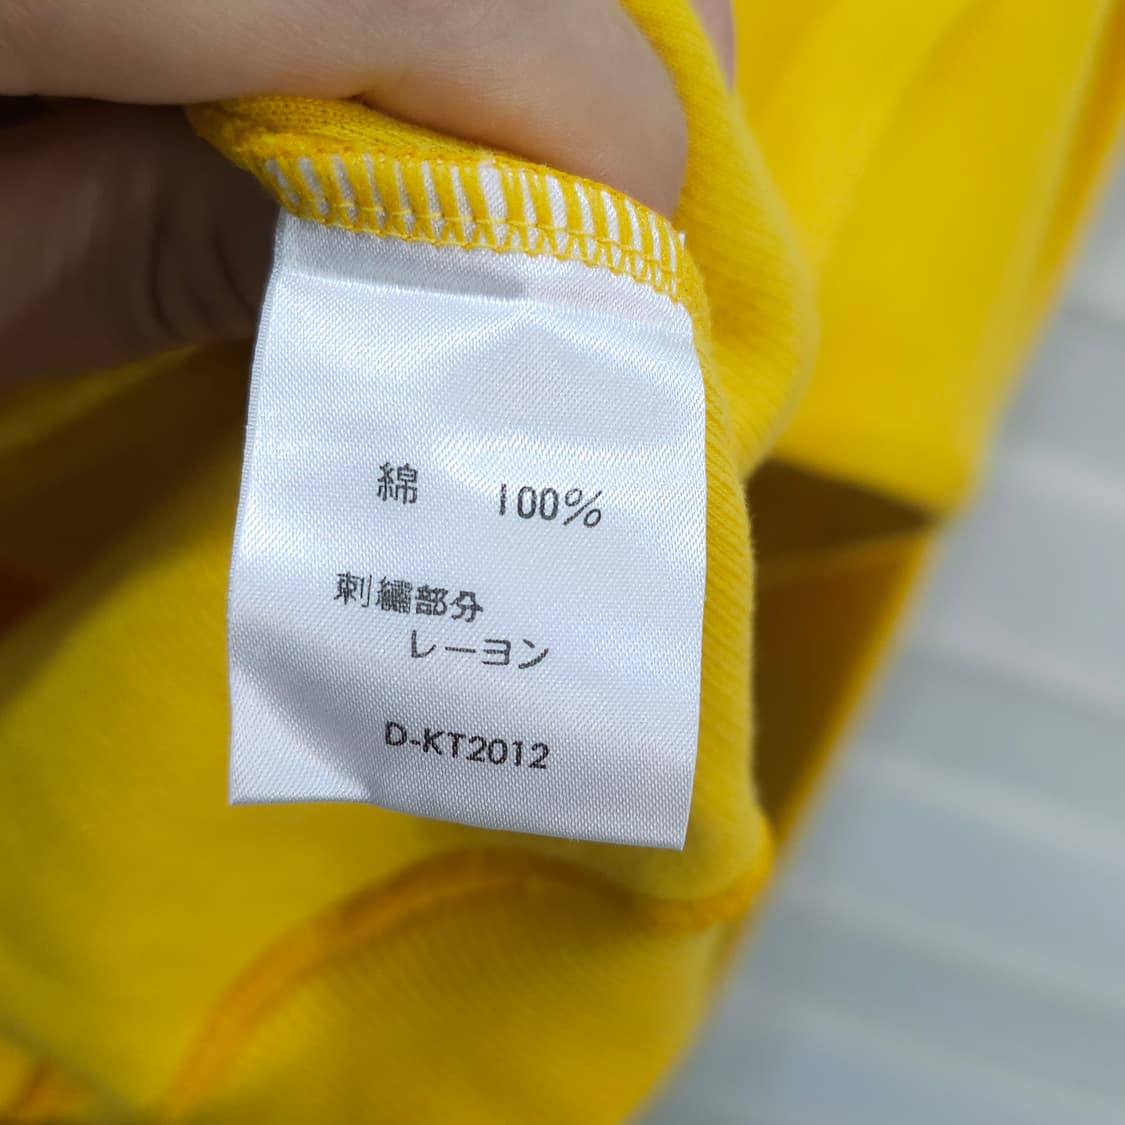 綿 100%
刺繍部分
レーヨン
D-KT2012